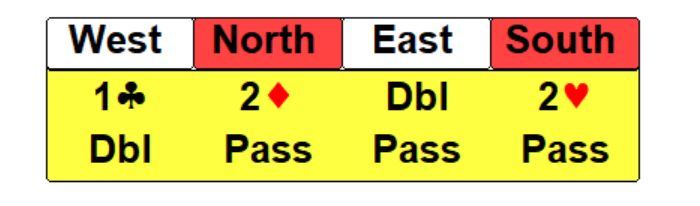 West North East South
1♣ 2♦ Dbl 2♥
Dbl Pass Pass Pass